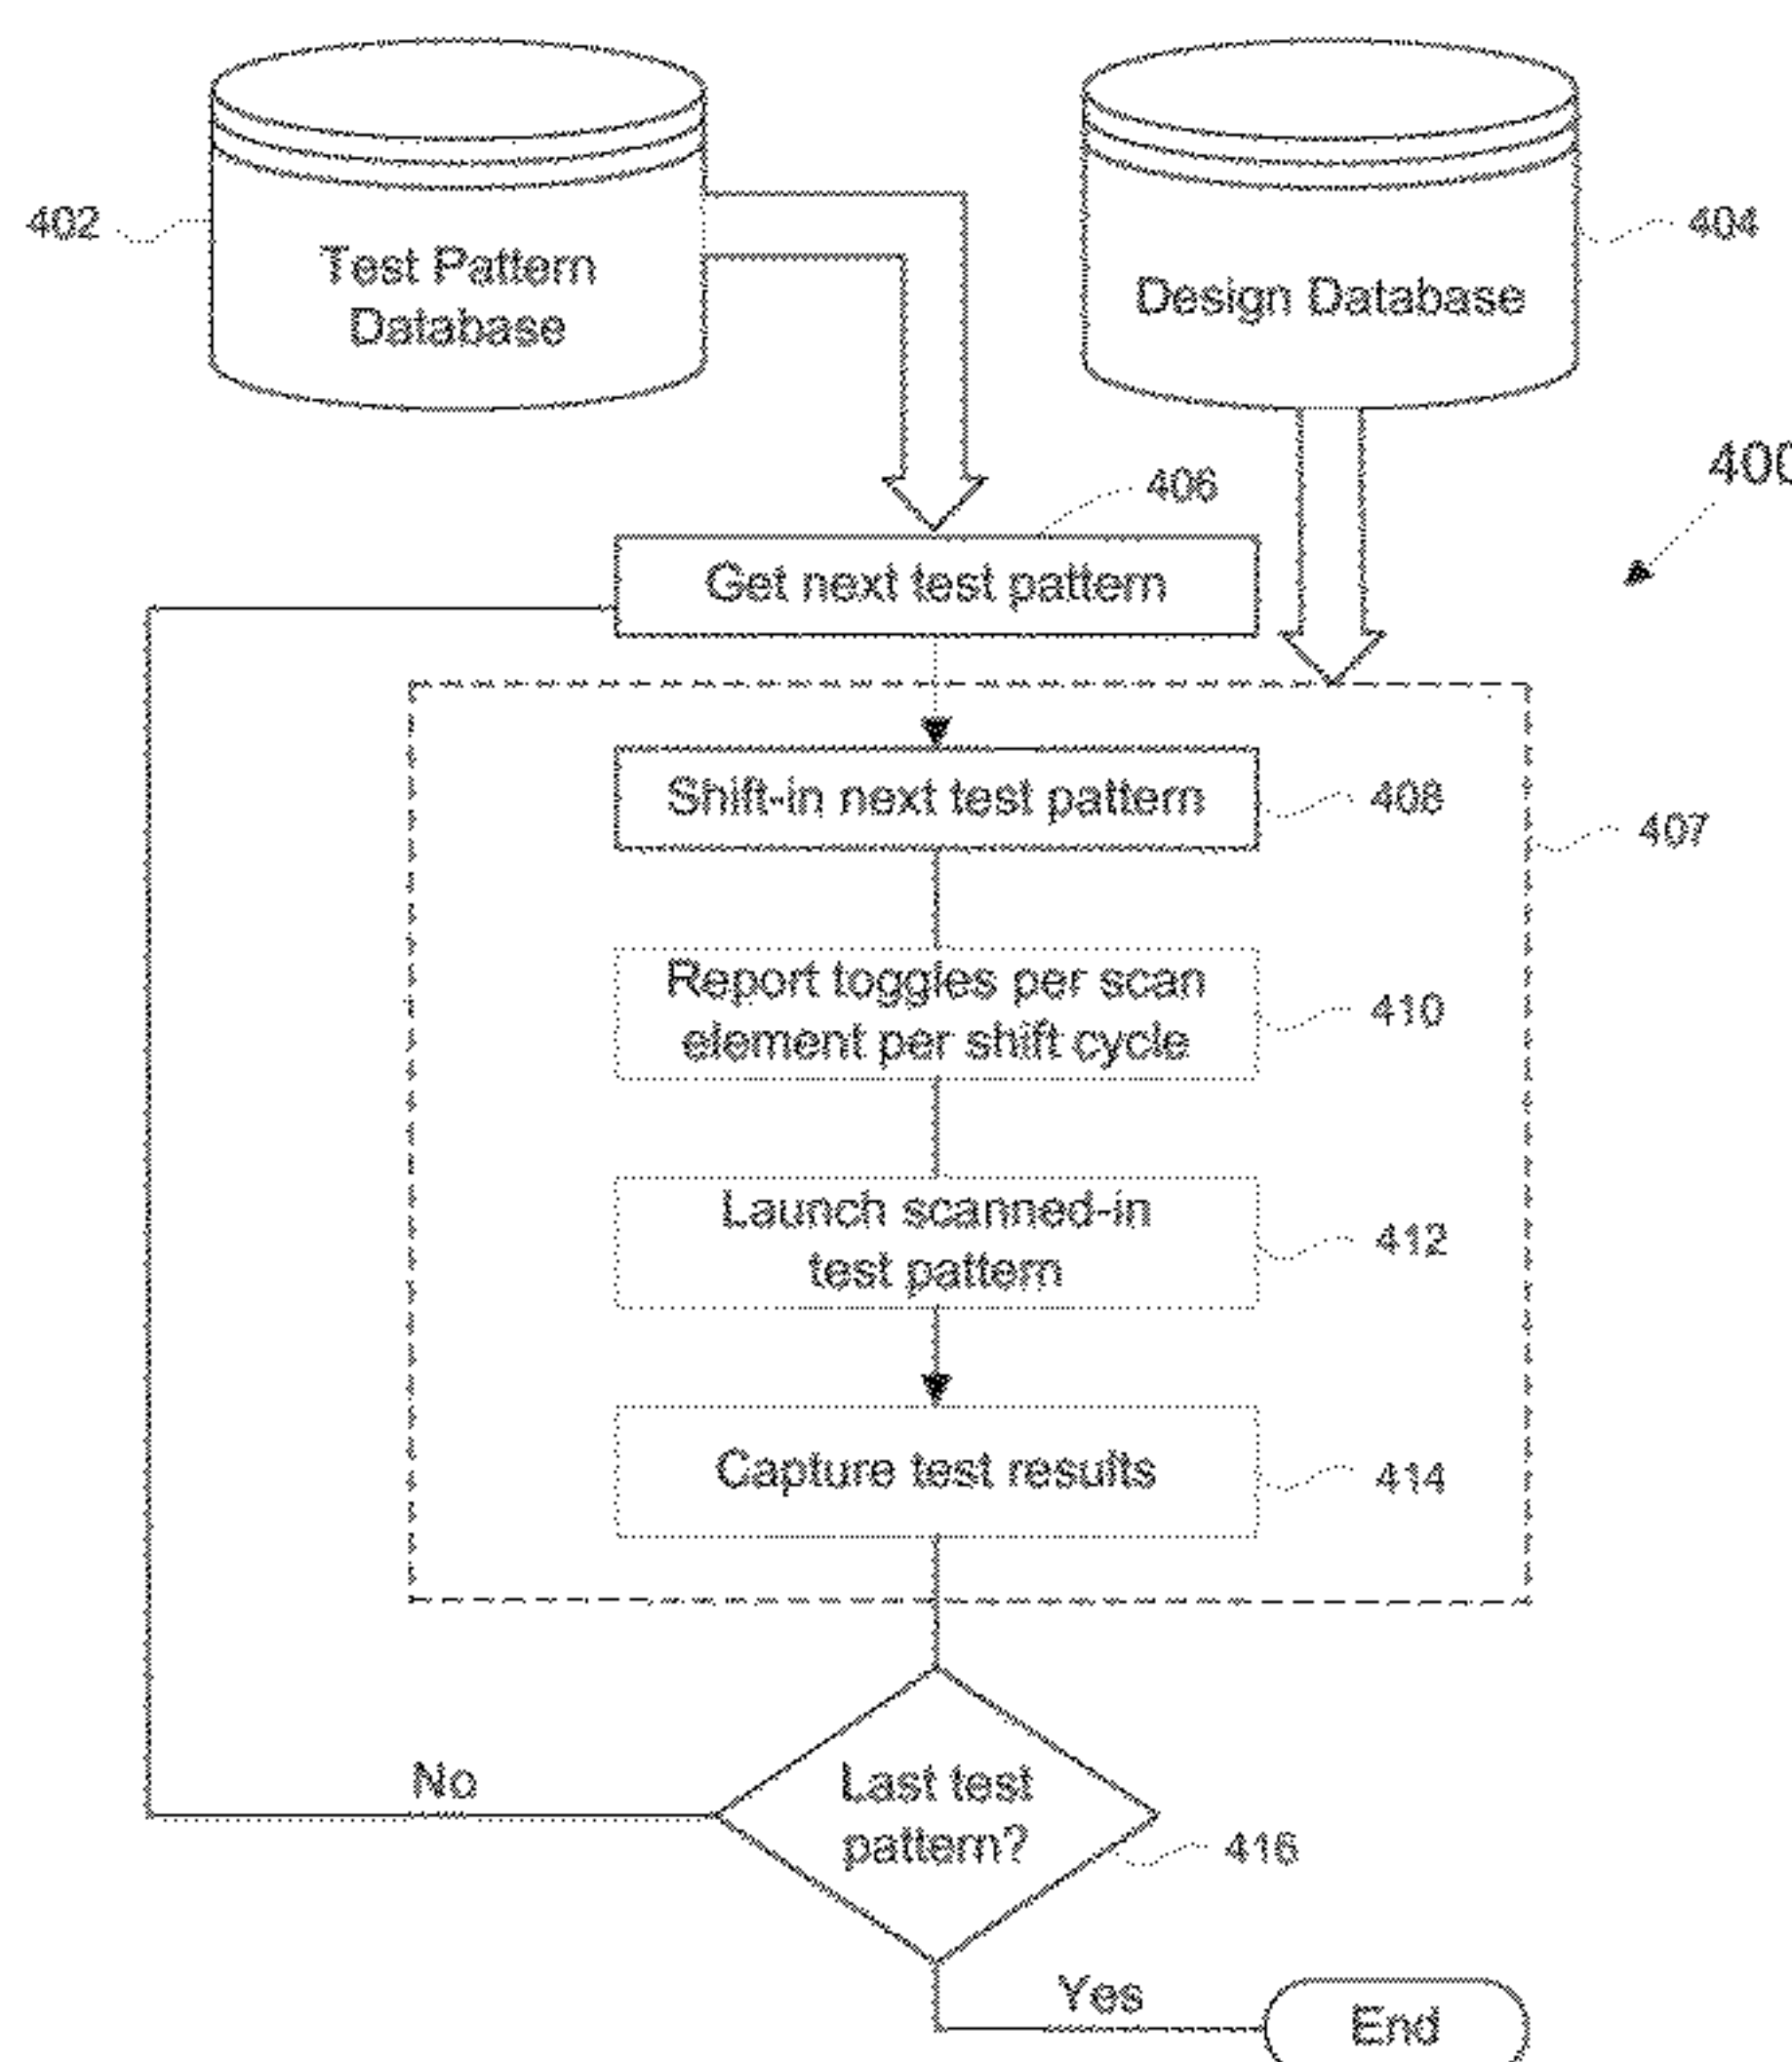 402
Test Pattern
Database
Design Database
404
400
406
Get next test pattern
Shift-in next test pattern
408
407
Report toggles per scan
element per shift cycle
410
Launch scanned-in
test pattern
412
Capture test results
414
No
Last test
pattern?
416
Yes
End